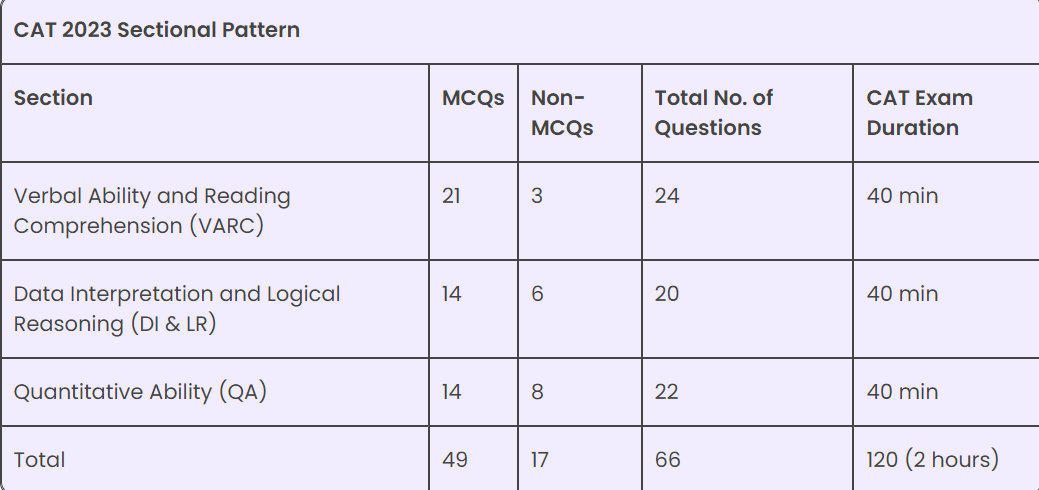 CAT 2023 Sectional Pattern
Section MCQs Non- Total No. of CAT Exam
MCQs Questions Duration
Verbal Ability and Reading 21 3 24 40 min
Comprehension (VARC)
Data Interpretation and Logical 14 6 20 40 min
Reasoning (DI & LR)
Quantitative Ability (QA) 14 8 22 40 min
Total 49 17 66 120 (2 hours)